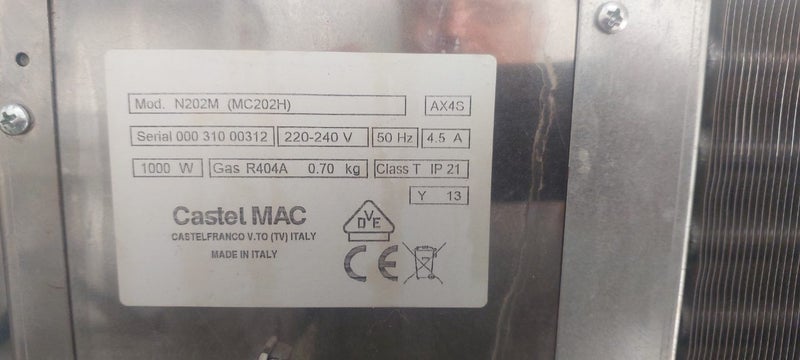 Mod. N202M (MC202H) AX4S
Serial 000 310 00312 220-240 V 50 Hz 4.5 A
1000 W Gas R404A 0.70 kg Class T IP 21
Y 13
Castel MAC
CASTELFRANCO V.TO (TV) ITALY
MADE IN ITALY
DVE
CE